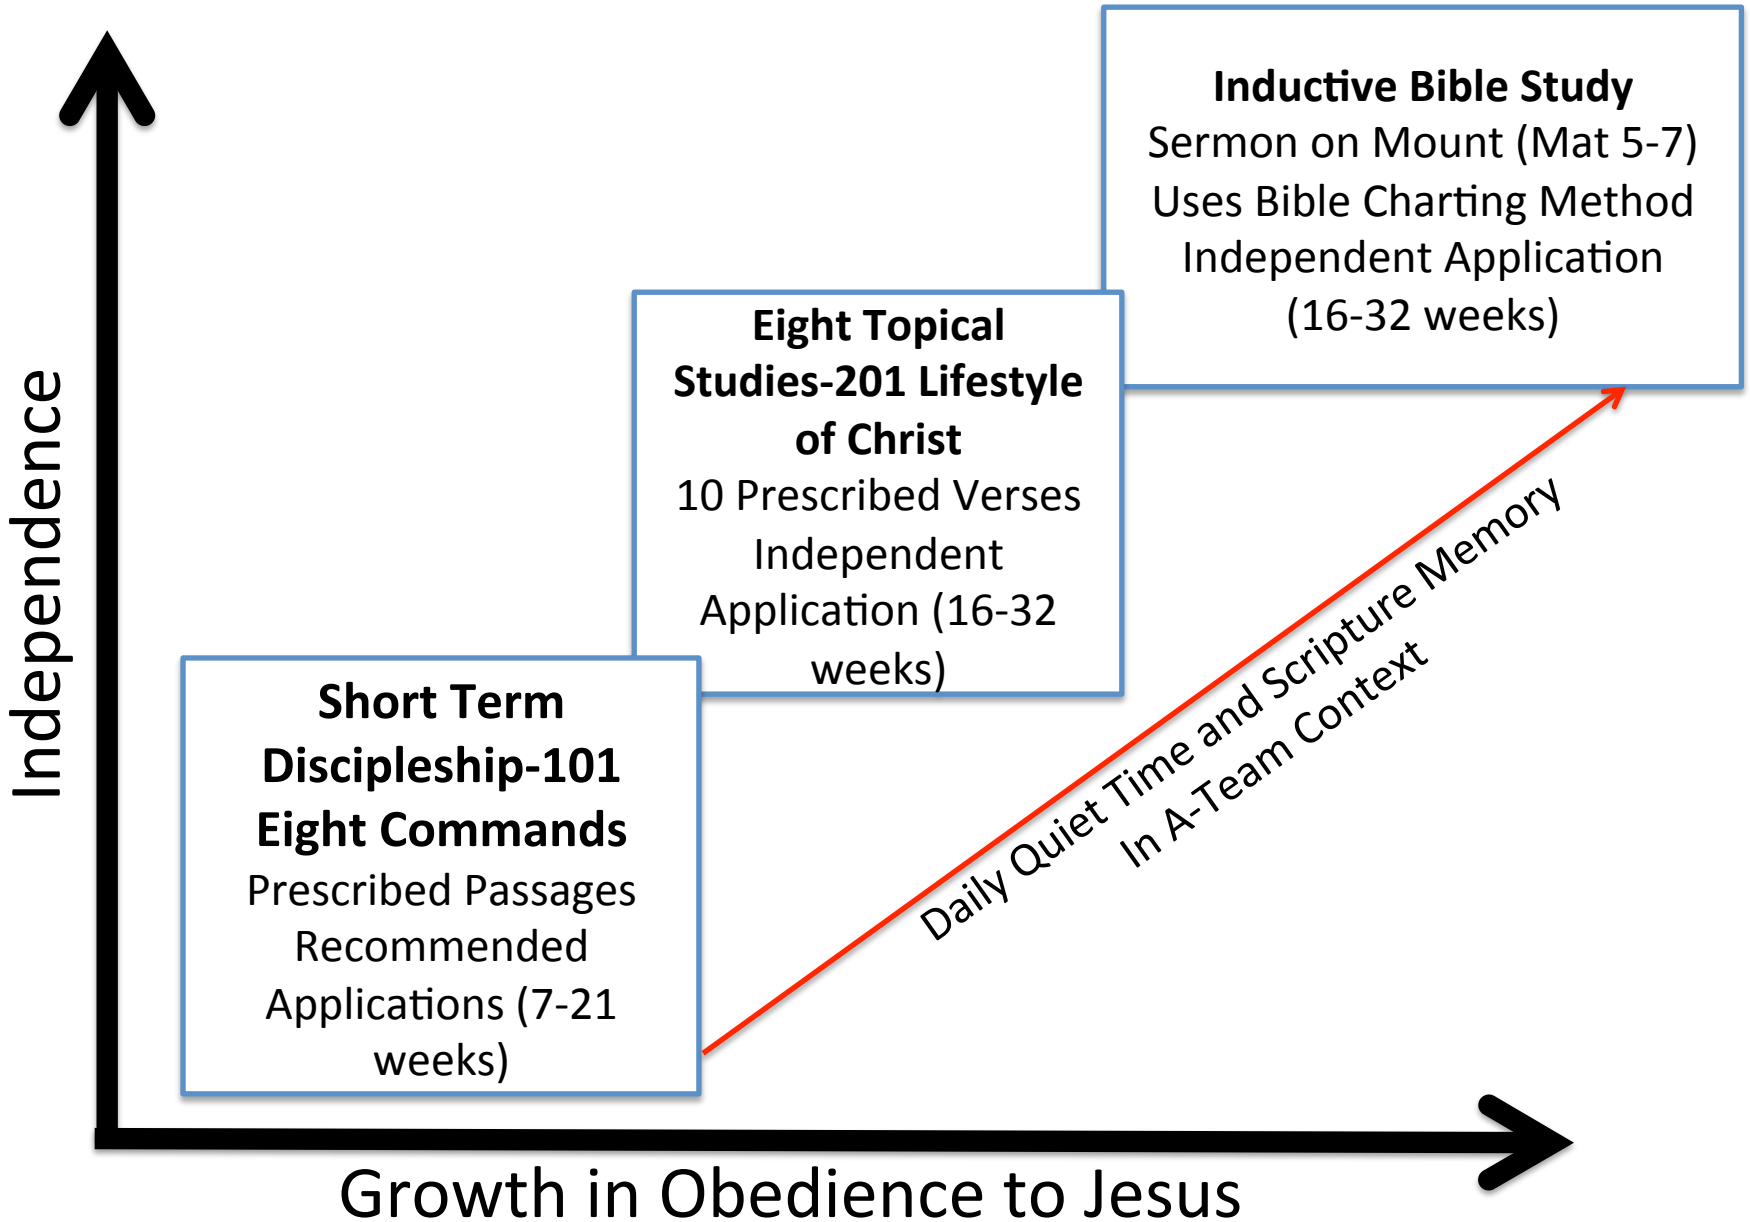 Independence
Inductive Bible Study
Sermon on Mount (Mat 5-7)
Uses Bible Charting Method
Independent Application
(16-32 weeks)
Eight Topical
Studies-201 Lifestyle
of Christ
10 Prescribed Verses
Independent
Application (16-32
weeks)
Short Term
Discipleship-101
Eight Commands
Prescribed Passages
Recommended
Applications (7-21
weeks)
Daily Quiet Time and Scripture Memory
In A-Team Context
Growth in Obedience to Jesus